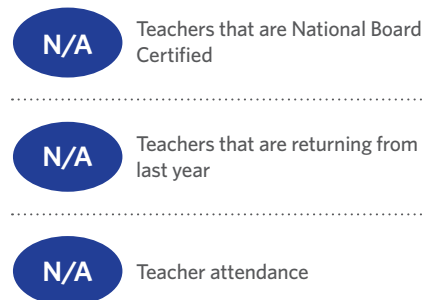 N/A
Teachers that are National Board
Certified
N/A
Teachers that are returning from
last year
N/A
Teacher attendance